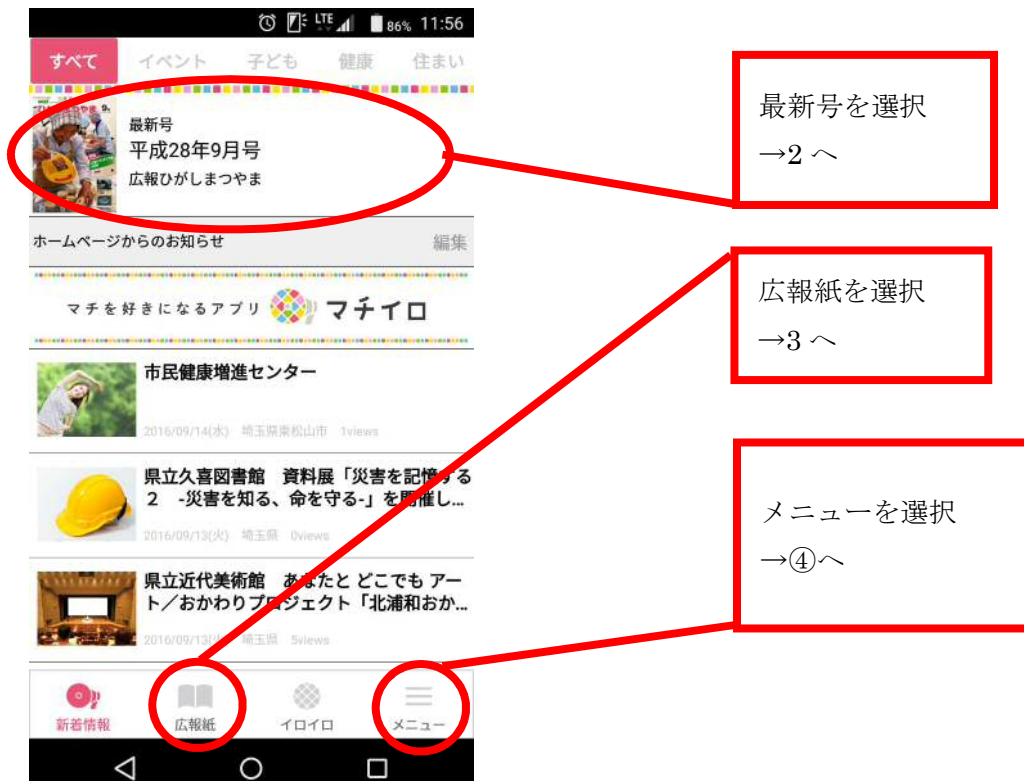 86% 11:56
すべて イベント 子ども 健康 住まい
最新号
平成28年9月号
広報ひがしまつやま
ホームページからのお知らせ 編集
マチを好きになるアプリ マチイロ
市民健康増進センター
2016/09/14(水) 埼玉県東松山市 1views
県立久喜図書館 資料展「災害を記憶する
2 -災害を知る、命を守る-」を開催し...
2016/09/13(火) 埼玉県 0views
県立近代美術館 あなたと どこでも アー
ト／おかわりプロジェクト「北浦和おか...
2016/09/13(火) 埼玉県 5views
新着情報 広報紙 イロイロ メニュー
最新号を選択
→2 へ
広報紙を選択
→3 へ
メニューを選択
→④へ